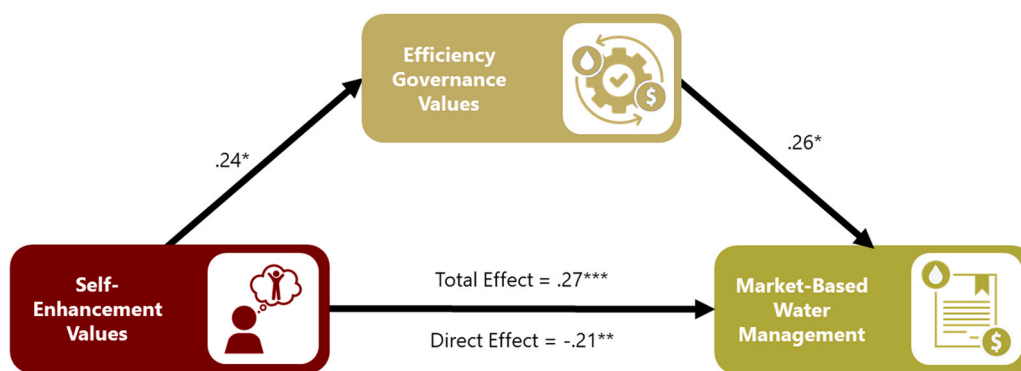 Efficiency
Governance
Values
$
.24*
.26*
Self-
Enhancement
Values
Total Effect = .27***
Direct Effect = -.21**
Market-Based
Water
Management
$